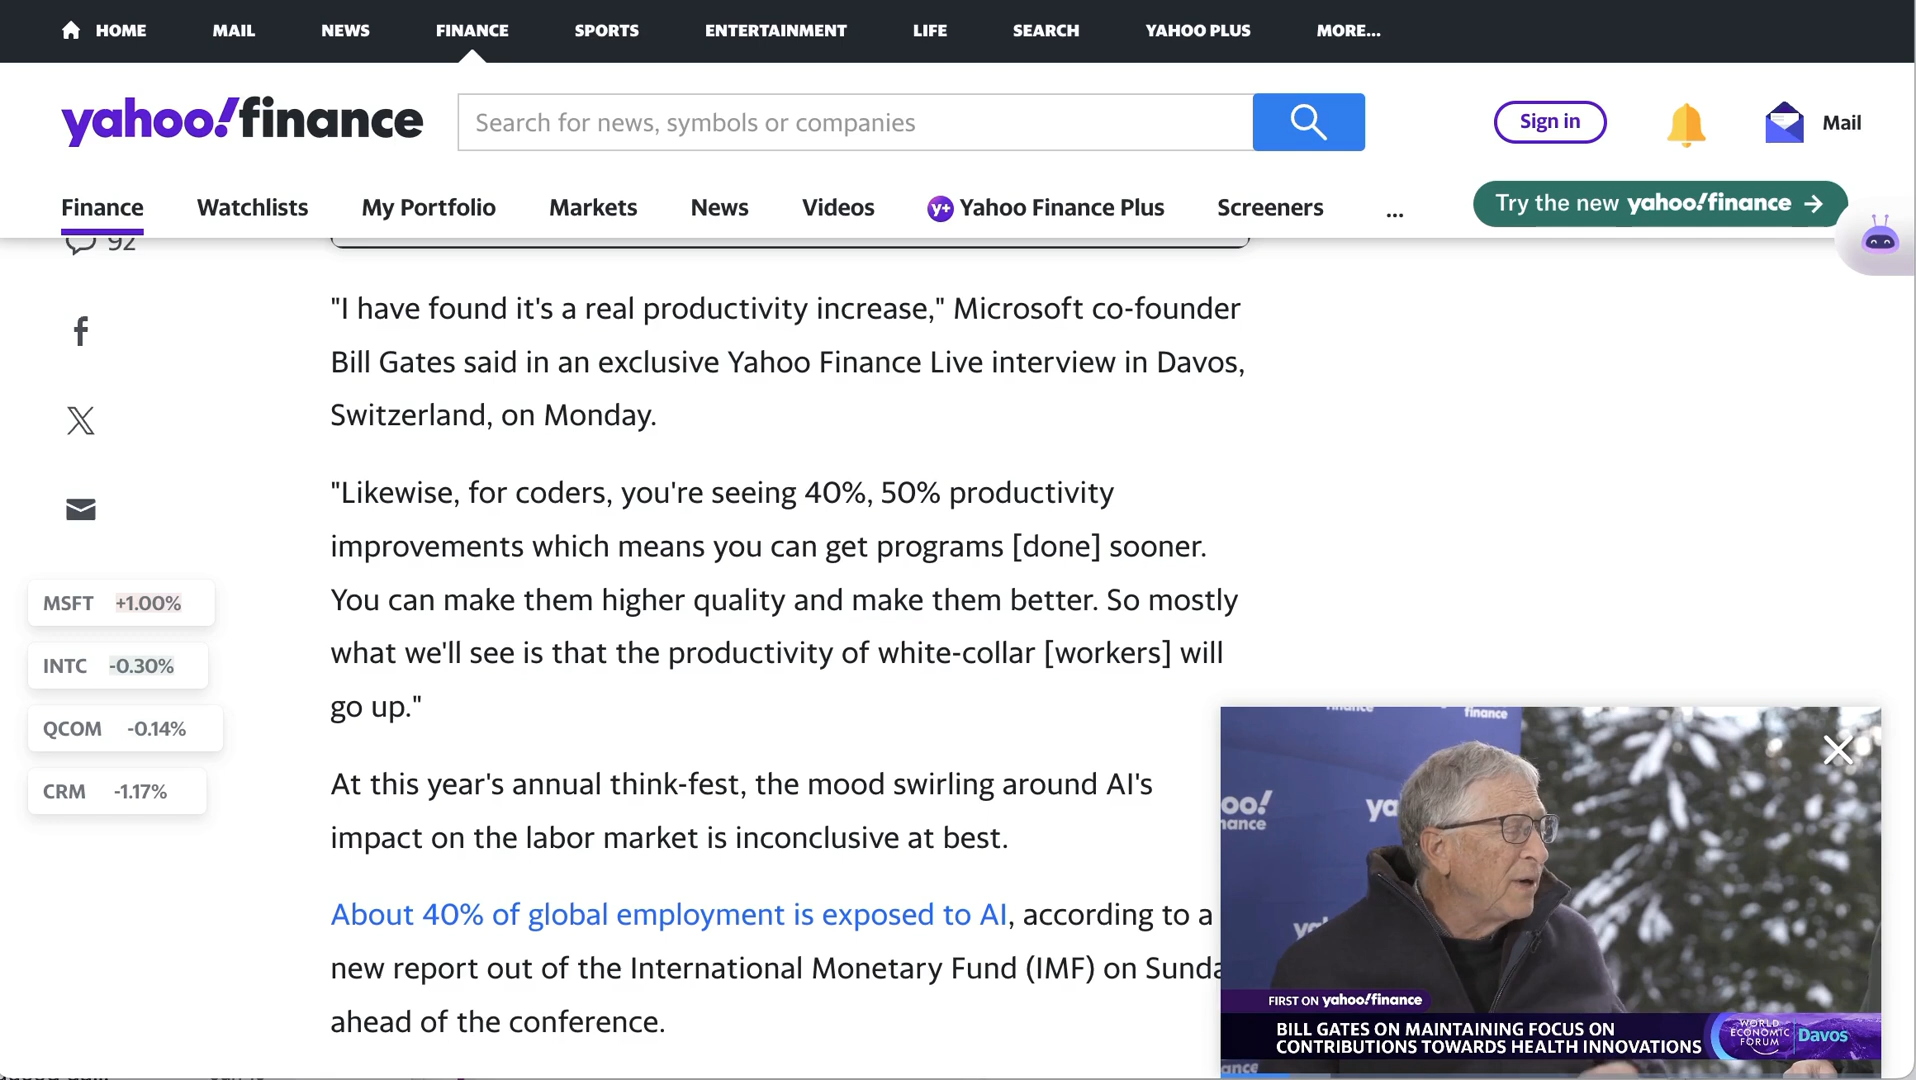 HOME MAIL NEWS FINANCE SPORTS ENTERTAINMENT LIFE SEARCH YAHOO PLUS MORE...
yahoo!finance
Search for news, symbols or companies
Sign in
Mail
Finance Watchlists My Portfolio Markets News Videos y+ Yahoo Finance Plus Screeners ...
Try the new yahoo!finance →
92
"I have found it's a real productivity increase," Microsoft co-founder
Bill Gates said in an exclusive Yahoo Finance Live interview in Davos,
Switzerland, on Monday.
"Likewise, for coders, you're seeing 40%, 50% productivity
improvements which means you can get programs [done] sooner.
You can make them higher quality and make them better. So mostly
what we'll see is that the productivity of white-collar [workers] will
go up."
At this year's annual think-fest, the mood swirling around AI's
impact on the labor market is inconclusive at best.
About 40% of global employment is exposed to AI, according to a
new report out of the International Monetary Fund (IMF) on Sunda
ahead of the conference.
MSFT +1.00%
INTC -0.30%
QCOM -0.14%
CRM -1.17%
finance
finance
oo!
nance
ya
ya
FIRST ON yahoo!finance
BILL GATES ON MAINTAINING FOCUS ON
CONTRIBUTIONS TOWARDS HEALTH INNOVATIONS
WORLD
ECONOMIC
FORUM
Davos